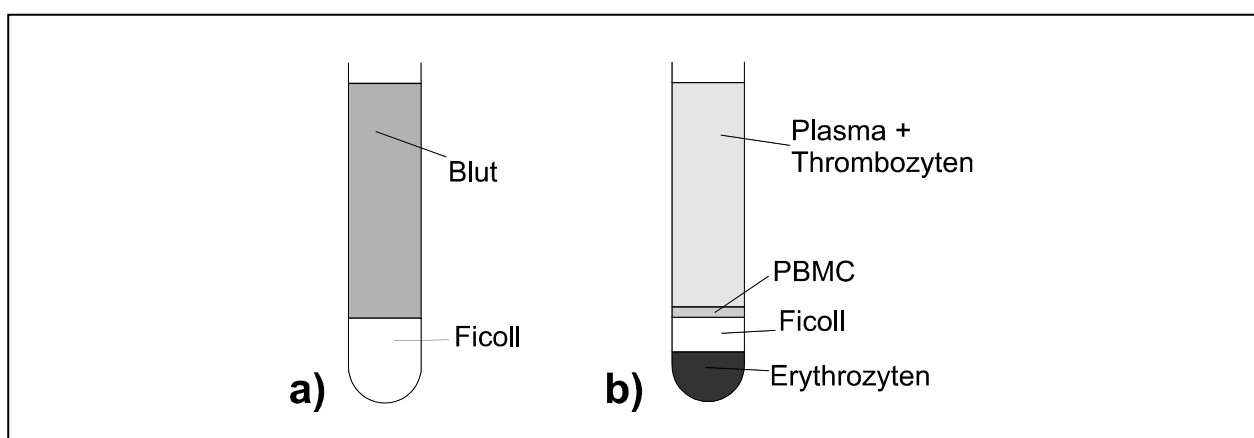 Blut
Ficoll
a)
Plasma +
Thrombozyten
PBMC
Ficoll
Erythrozyten
b)